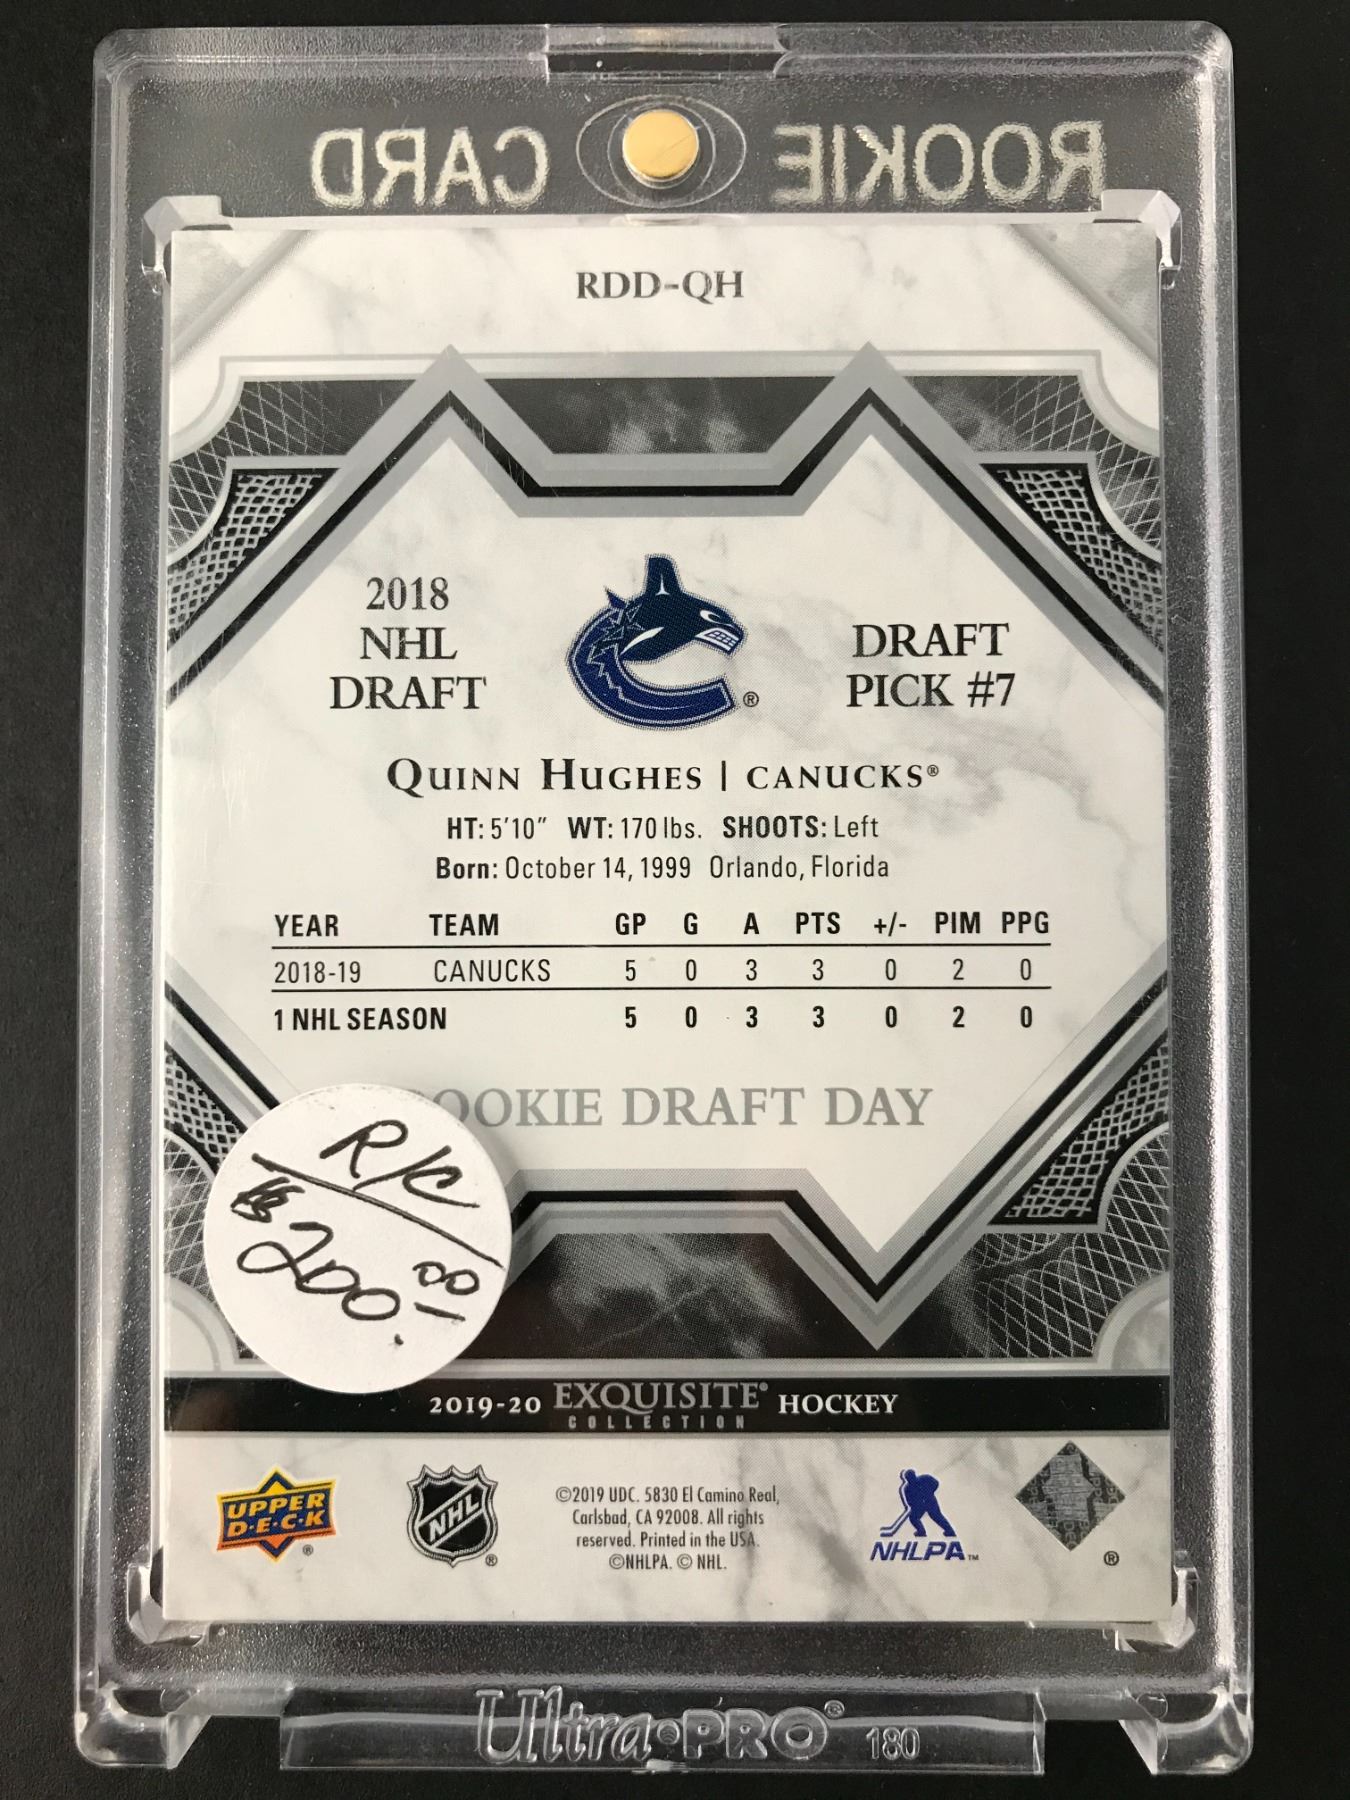 ROOKIE CARD
RDD-QH
2018
NHL
DRAFT
DRAFT
PICK #7
®
QUINN HUGHES | CANUCKS®
HT: 5'10" WT: 170 lbs. SHOOTS: Left
Born: October 14, 1999 Orlando, Florida
YEAR TEAM GP G A PTS +/- PIM PPG
2018-19 CANUCKS 5 0 3 3 0 2 0
1 NHL SEASON 5 0 3 3 0 2 0
OOKIE DRAFT DAY
R/C
200.
2019-20 EXQUISITE® HOCKEY
COLLECTION
UPPER
DECK
®
NHL
®
©2019 UDC. 5830 El Camino Real,
Carlsbad, CA 92008. All rights
reserved. Printed in the USA.
©NHLPA. © NHL.
NHLPA™
®
Ultra•PRO® 180